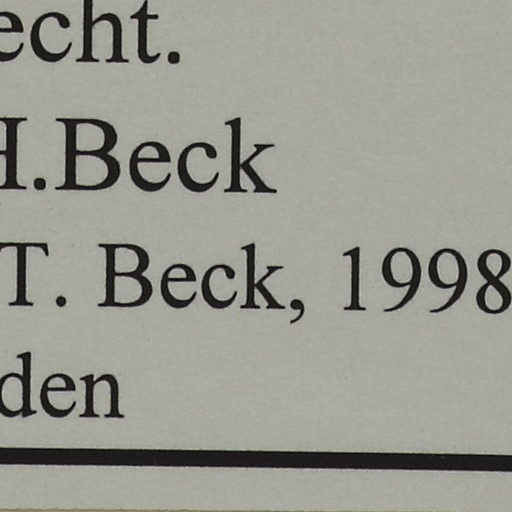 echt.
H.Beck
T. Beck, 1998
den